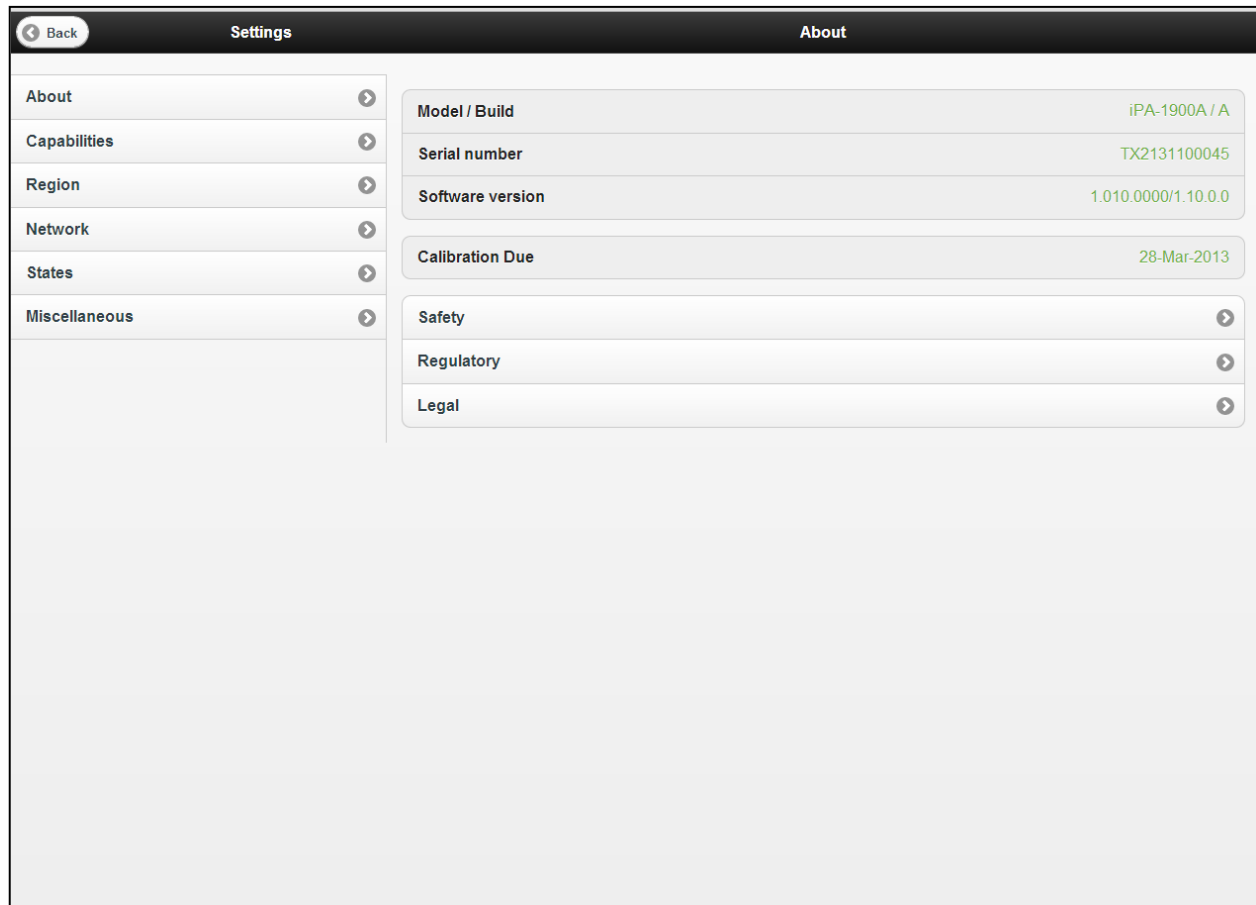 Back
Settings
About
About
Capabilities
Region
Network
States
Miscellaneous
Model / Build iPA-1900A / A
Serial number TX2131100045
Software version 1.010.0000/1.10.0.0
Calibration Due 28-Mar-2013
Safety
Regulatory
Legal